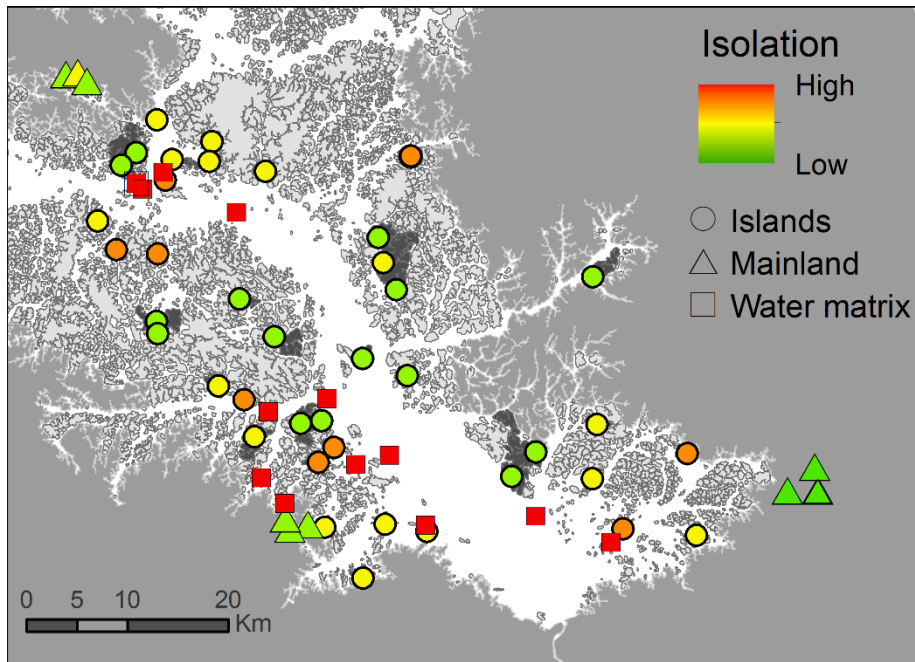 Isolation
High
Low
Islands
Mainland
Water matrix
0 5 10 20
Km